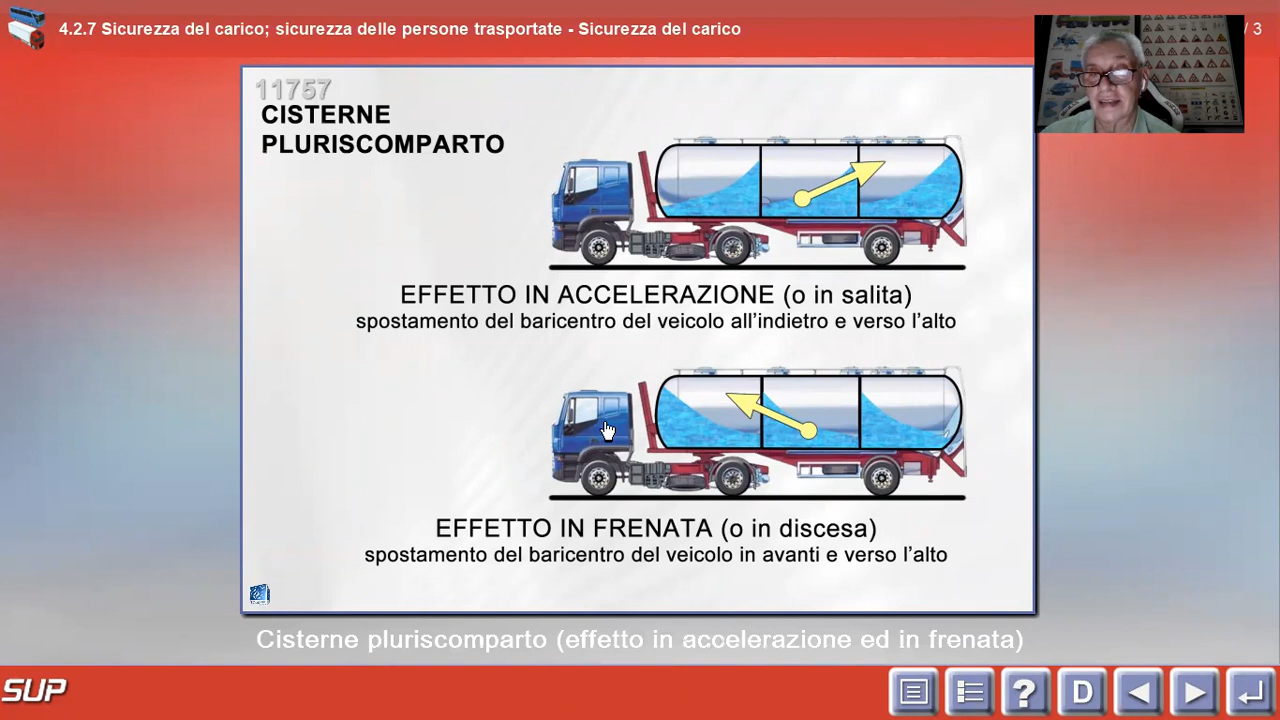 4.2.7 Sicurezza del carico; sicurezza delle persone trasportate - Sicurezza del carico
/ 3
11757
CISTERNE
PLURISCOMPARTO
EFFETTO IN ACCELERAZIONE (o in salita)
spostamento del baricentro del veicolo all'indietro e verso l'alto
EFFETTO IN FRENATA (o in discesa)
spostamento del baricentro del veicolo in avanti e verso l'alto
Cisterne pluriscomparto (effetto in accelerazione ed in frenata)
SUP
? D